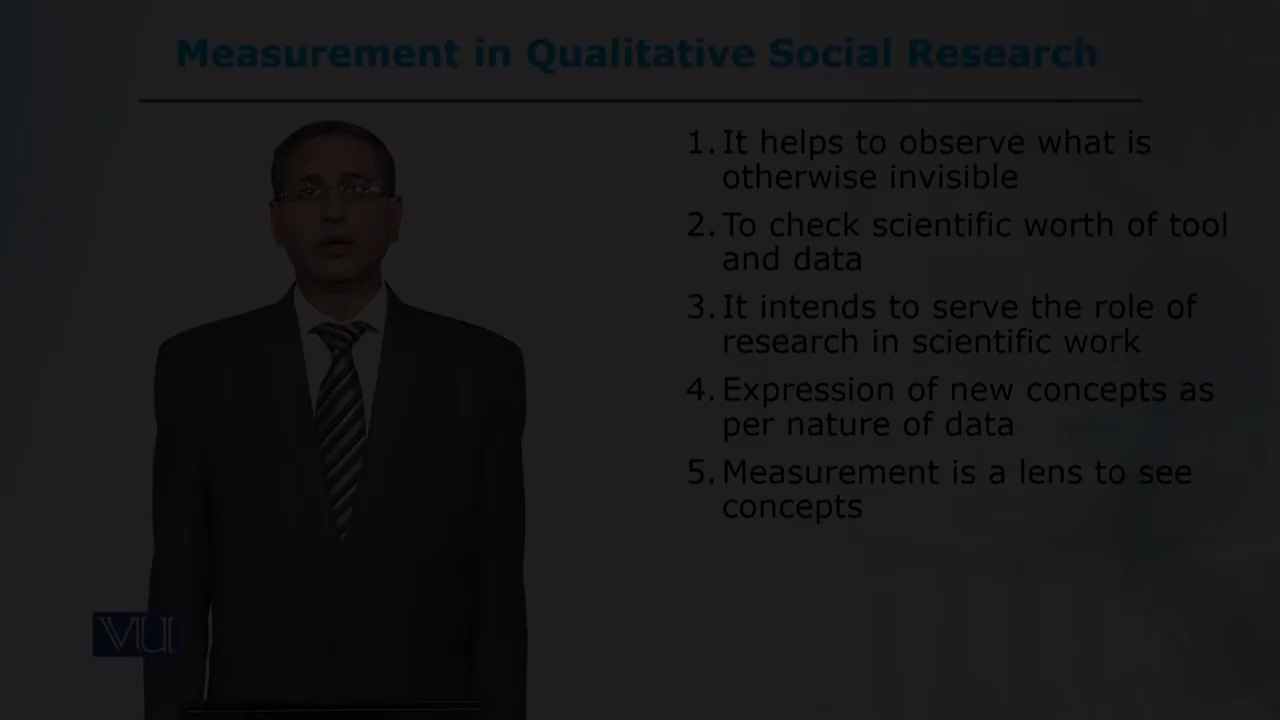 Measurement in Qualitative Social Research
1. It helps to observe what is
otherwise invisible
2. To check scientific worth of tool
and data
3. It intends to serve the role of
research in scientific work
4. Expression of new concepts as
per nature of data
5. Measurement is a lens to see
concepts
VU